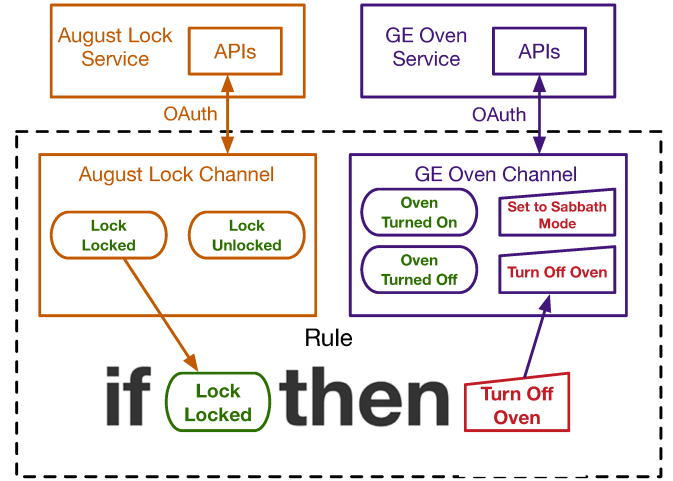 August Lock
Service
APIs
GE Oven
Service
APIs
OAuth
OAuth
August Lock Channel
GE Oven Channel
Lock
Locked
Lock
Unlocked
Oven
Turned On
Set to Sabbath
Mode
Oven
Turned Off
Turn Off Oven
Rule
if
Lock
Locked
then
Turn Off
Oven